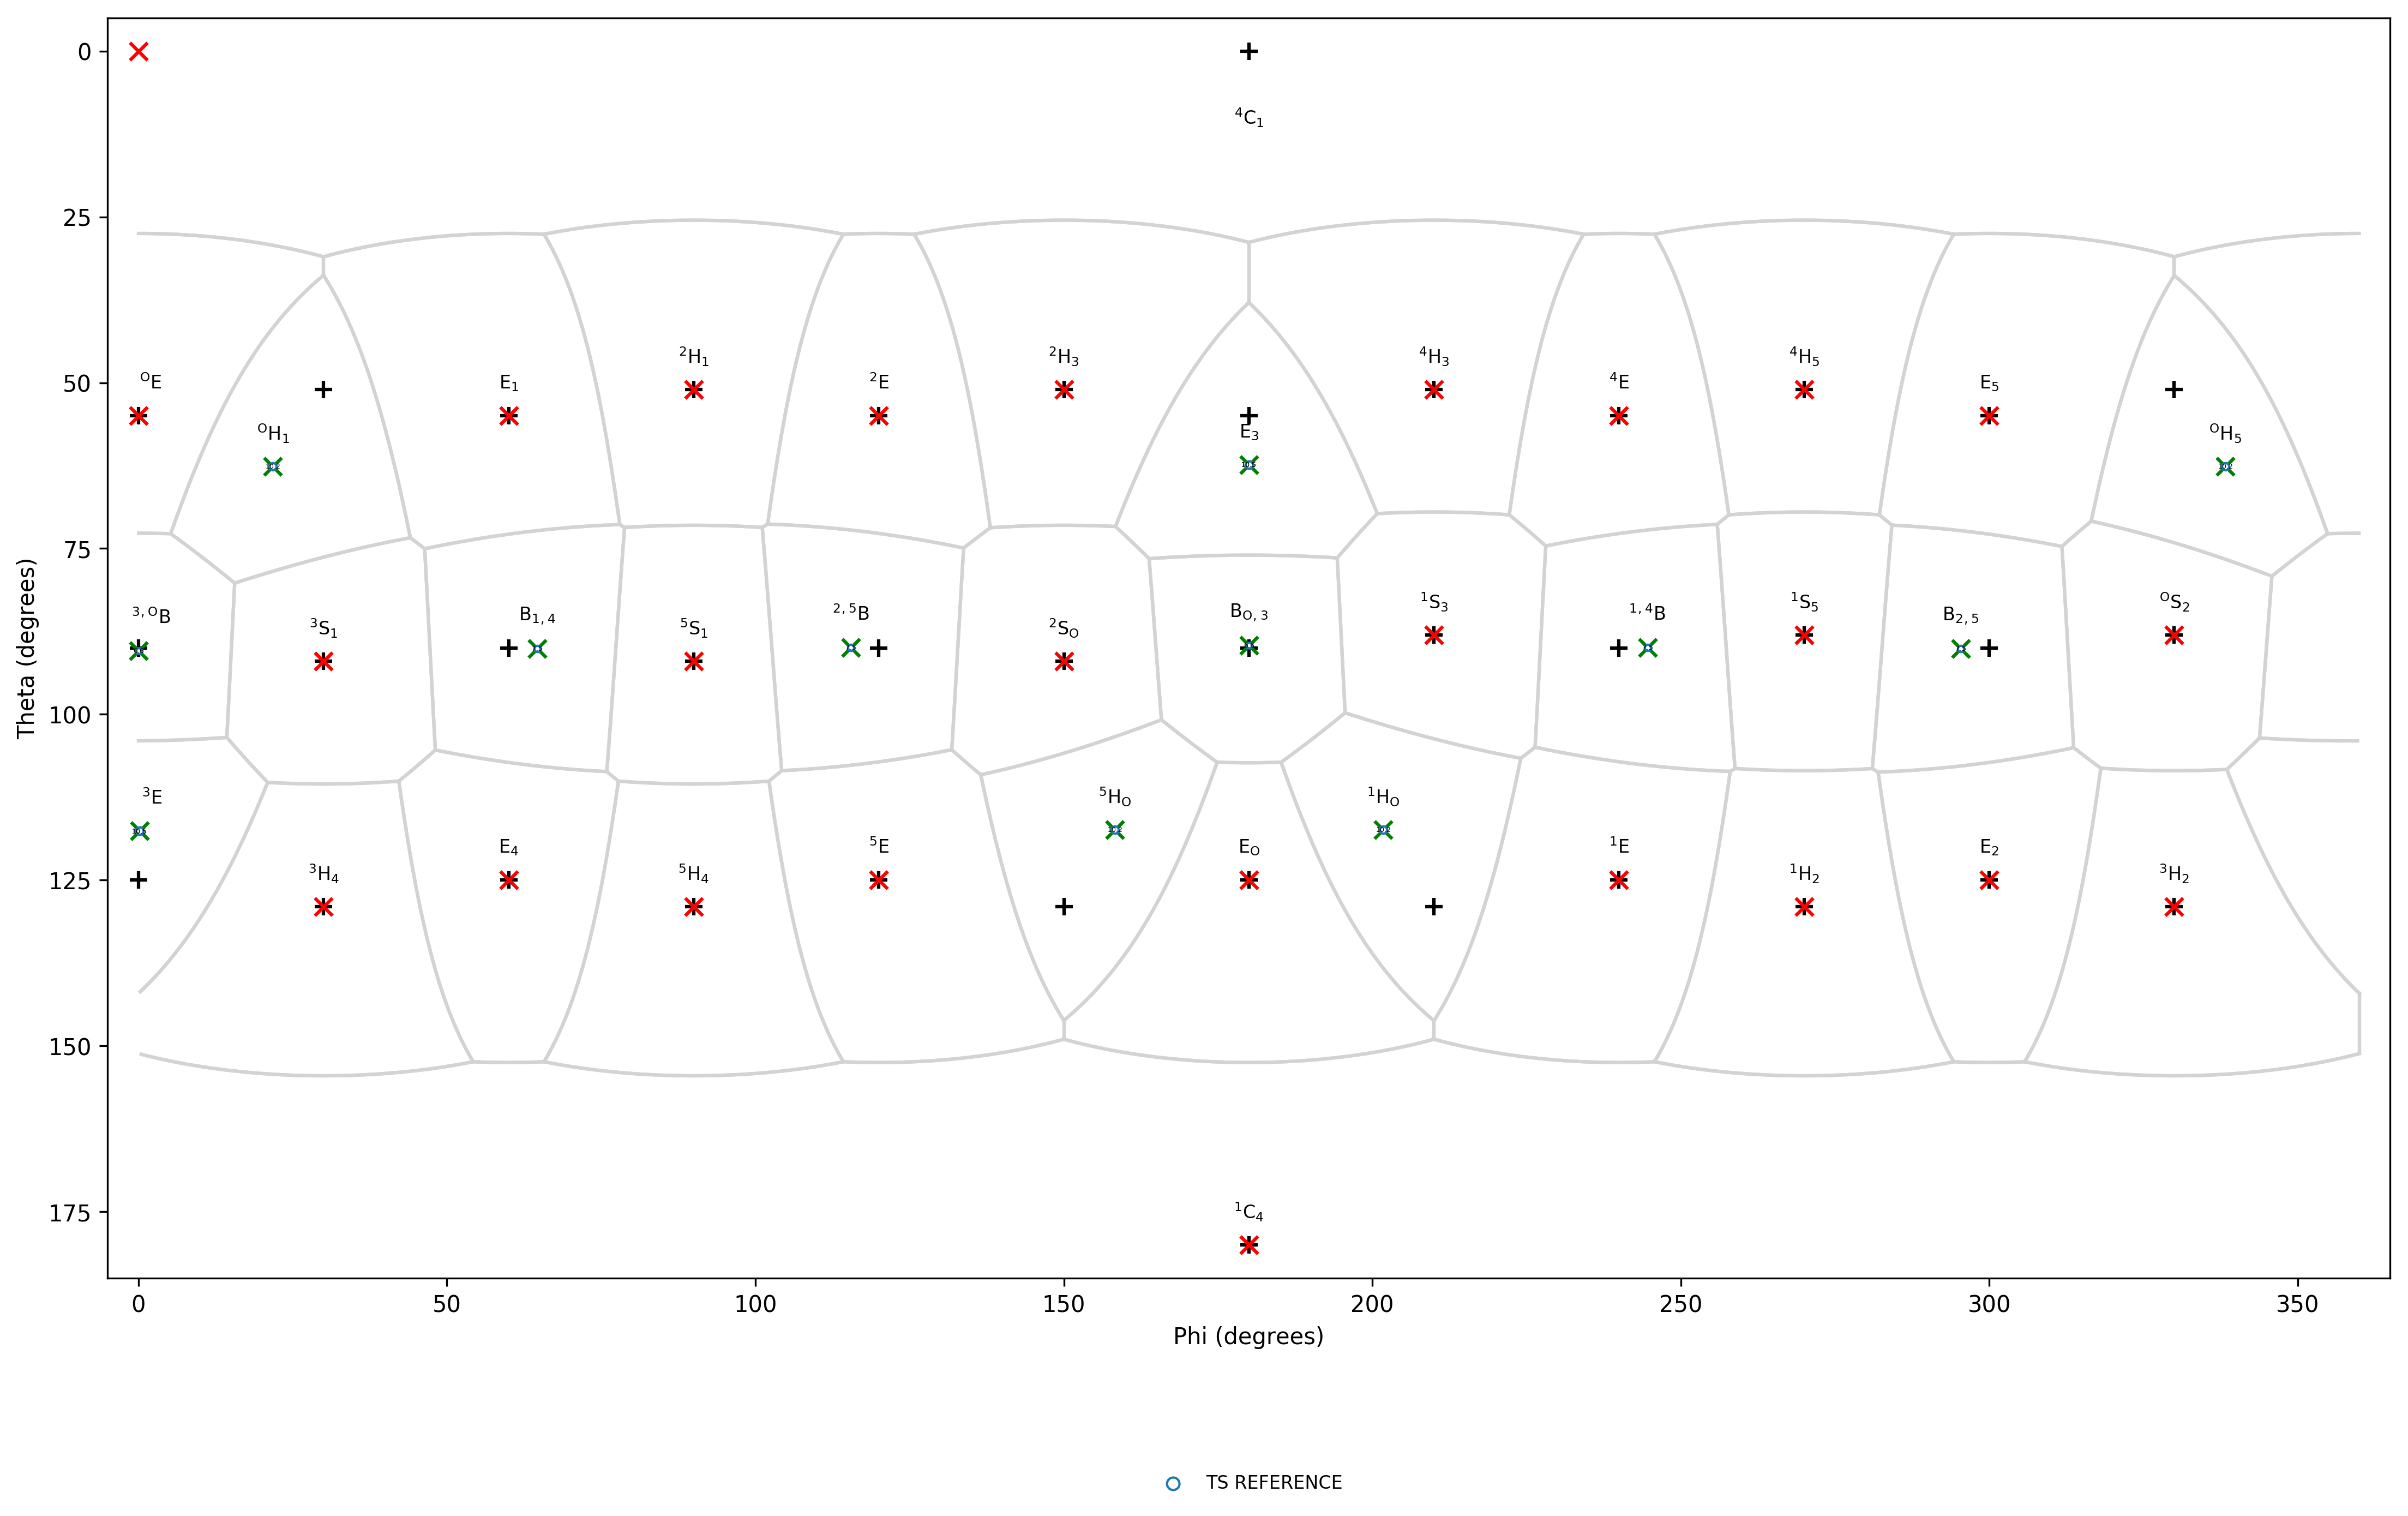 0
⁴C₁
25
²H₁
²H₃
⁴H₃
⁴H₅
50
ᴼE
E₁
²E
⁴E
E₅
ᴼH₁
E₃
ᴼH₅
75
³,ᴼB
³S₁
B₁,₄
⁵S₁
²,⁵B
²Sₒ
Bₒ,₃
¹S₃
¹,⁴B
¹S₅
B₂,₅
ᴼS₂
100
³E
⁵Hₒ
¹Hₒ
125
³H₄
E₄
⁵H₄
⁵E
Eₒ
¹E
¹H₂
E₂
³H₂
150
175
¹C₄
Theta (degrees)
0 50 100 150 200 250 300 350
Phi (degrees)
TS REFERENCE